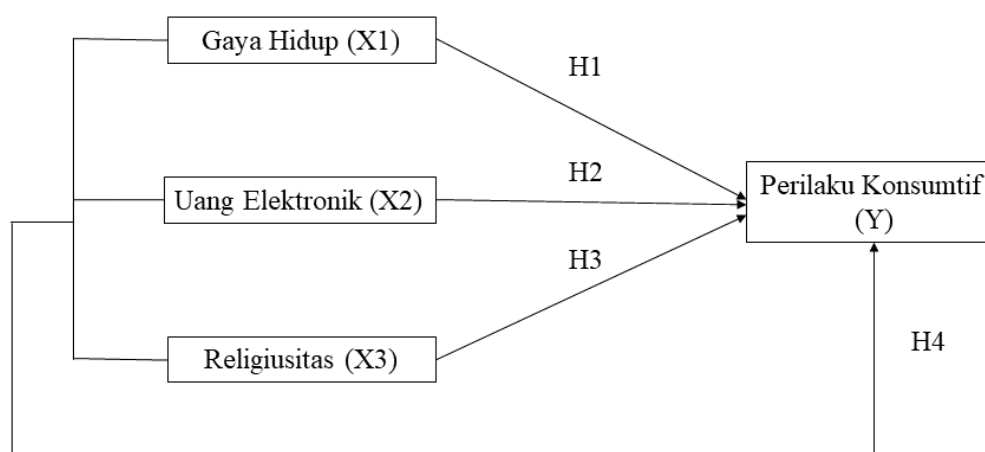 Gaya Hidup (X1)
H1
Uang Elektronik (X2)
H2
Perilaku Konsumtif
(Y)
H3
Religiusitas (X3)
H4